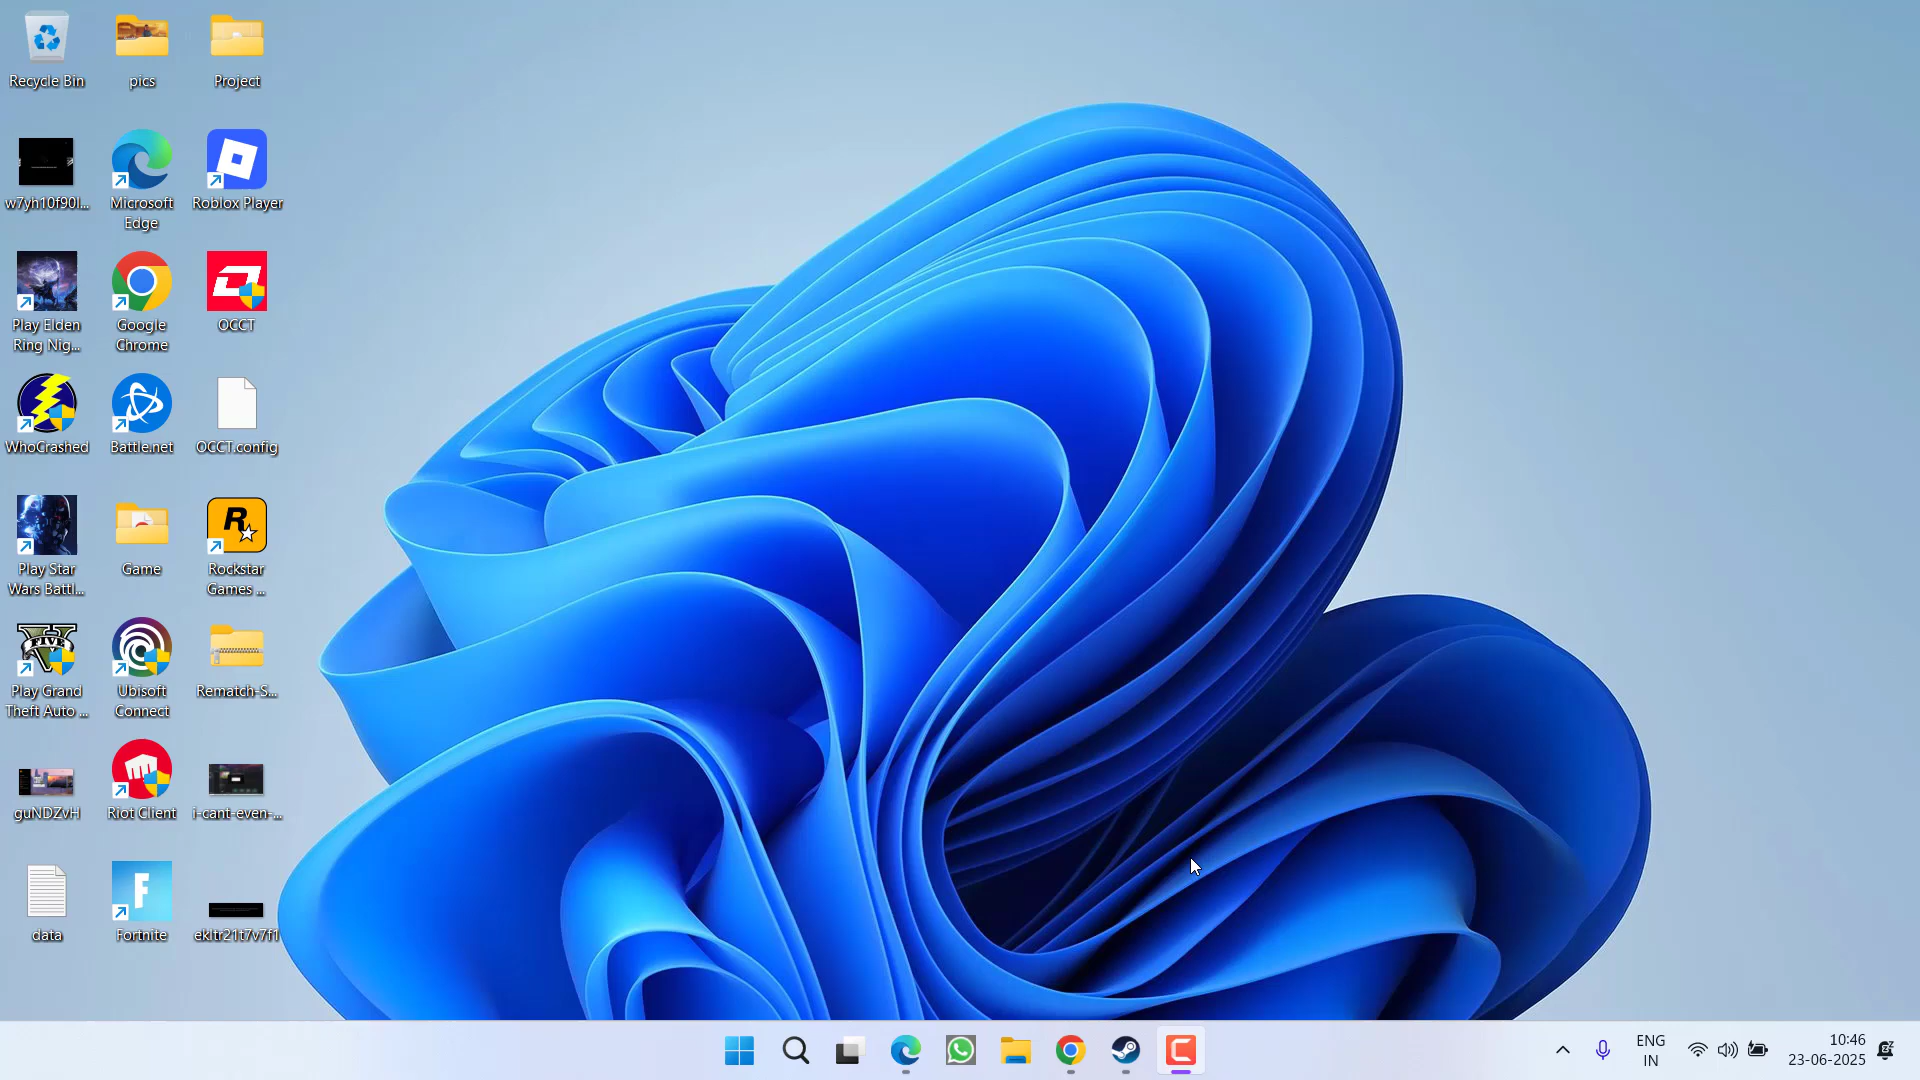 Recycle Bin
pics
Project
w7yh10f90l...
Microsoft
Edge
Roblox Player
Play Elden
Ring Nig...
Google
Chrome
OCCT
WhoCrashed
Battle.net
OCCT.config
Play Star
Wars Battl...
Game
R
Rockstar
Games ...
FIVE
Play Grand
Theft Auto ...
Ubisoft
Connect
Rematch-S...
guNDZvH
Riot Client
i-cant-even-...
data
F
Fortnite
ekltr21t7v7f1
ENG
IN
10:46
23-06-2025